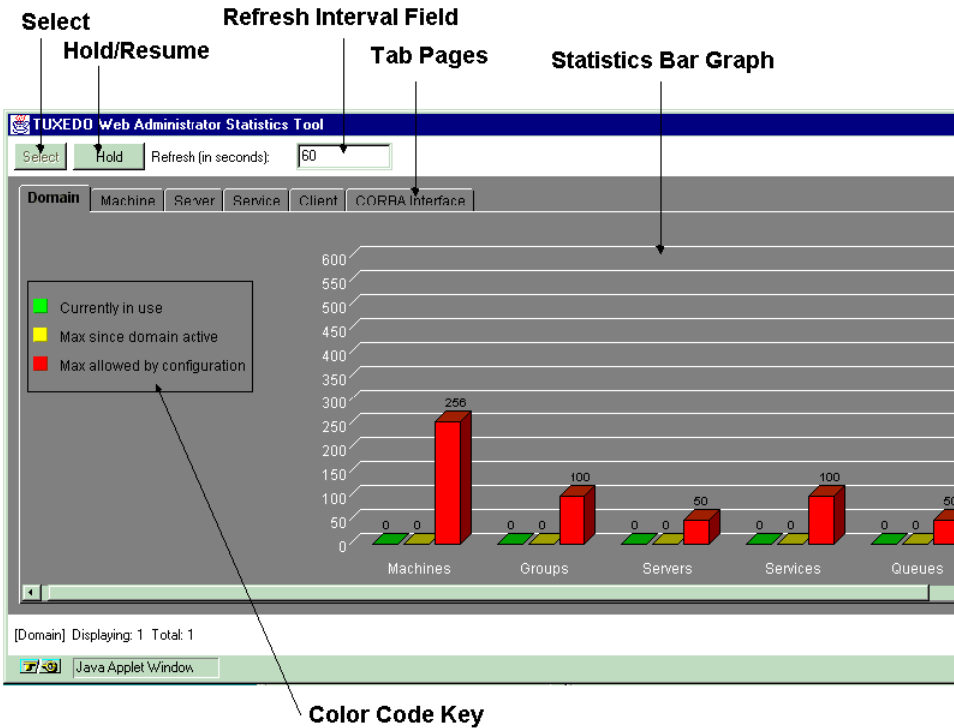 Select
Refresh Interval Field
Hold/Resume
Tab Pages
Statistics Bar Graph
TUXEDO Web Administrator Statistics Tool
Select
Hold
Refresh (in seconds):
60
Domain
Machine
Server
Service
Client
CORBA Interface
600
550
500
450
400
350
300
250
200
150
100
50
0
Currently in use
Max since domain active
Max allowed by configuration
0 0 256
0 0 100
0 0 50
0 0 100
0 0 50
Machines
Groups
Servers
Services
Queues
[Domain] Displaying: 1 Total: 1
Java Applet Window
Color Code Key